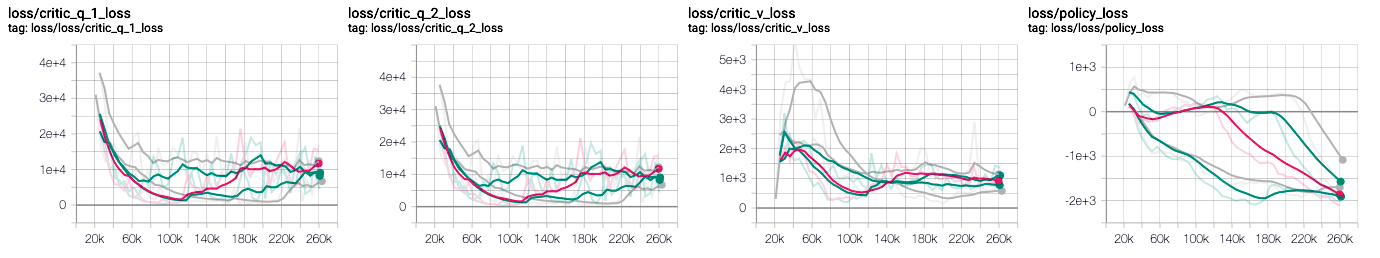 loss/critic_q_1_loss
tag: loss/loss/critic_q_1_loss
4e+4
3e+4
2e+4
1e+4
0
20k 60k 100k 140k 180k 220k 260k
loss/critic_q_2_loss
tag: loss/loss/critic_q_2_loss
4e+4
3e+4
2e+4
1e+4
0
20k 60k 100k 140k 180k 220k 260k
loss/critic_v_loss
tag: loss/loss/critic_v_loss
5e+3
4e+3
3e+3
2e+3
1e+3
0
20k 60k 100k 140k 180k 220k 260k
loss/policy_loss
tag: loss/loss/policy_loss
1e+3
0
-1e+3
-2e+3
20k 60k 100k 140k 180k 220k 260k